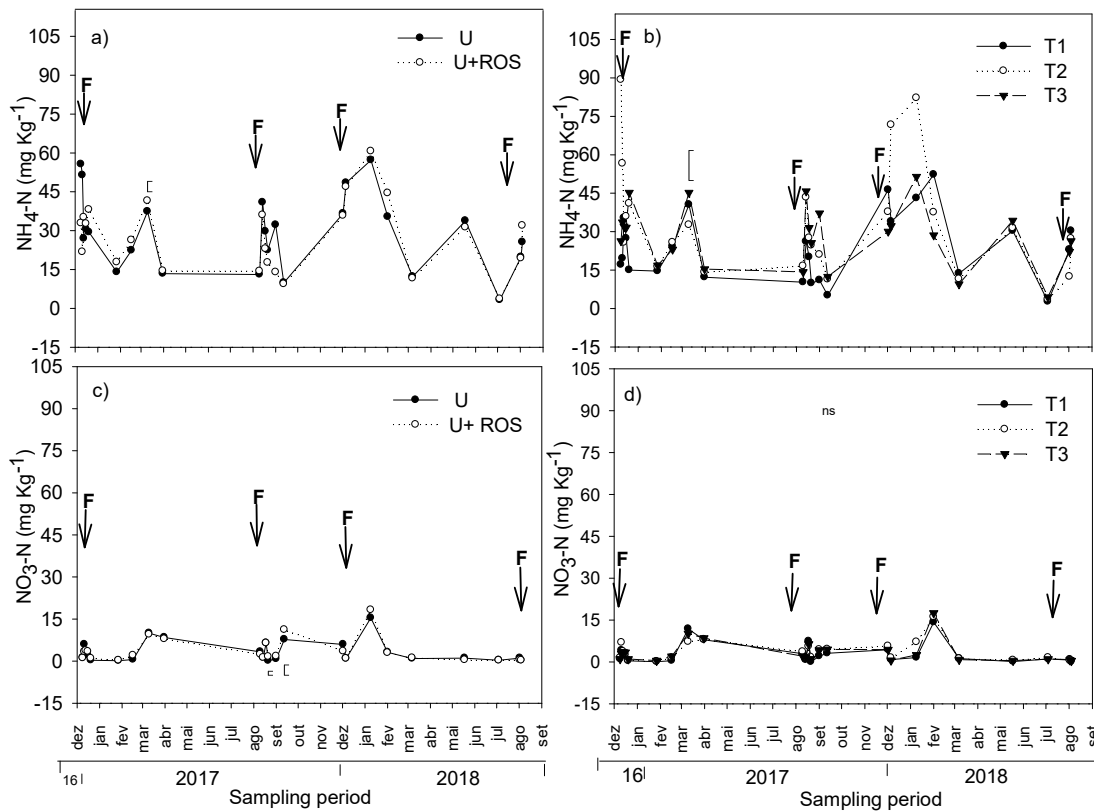 a)
U
U+ROS
F
F
F
F
105
90
75
60
45
30
15
0
-15
NH4-N (mg Kg-1)
b)
T1
T2
T3
F
F
F
F
105
90
75
60
45
30
15
0
-15
NH4-N (mg Kg-1)
c)
U
U+ ROS
F
F
F
F
105
90
75
60
45
30
15
0
-15
NO3-N (mg Kg-1)
d)
ns
T1
T2
T3
F
F
F
F
105
90
75
60
45
30
15
0
-15
NO3-N (mg Kg-1)
dez jan fev mar abr mai jun jul ago set out nov dez jan fev mar abr mai jun jul ago set
16 2017 2018
Sampling period
dez jan fev mar abr mai jun jul ago set out nov dez jan fev mar abr mai jun jul ago set
16 2017 2018
Sampling period